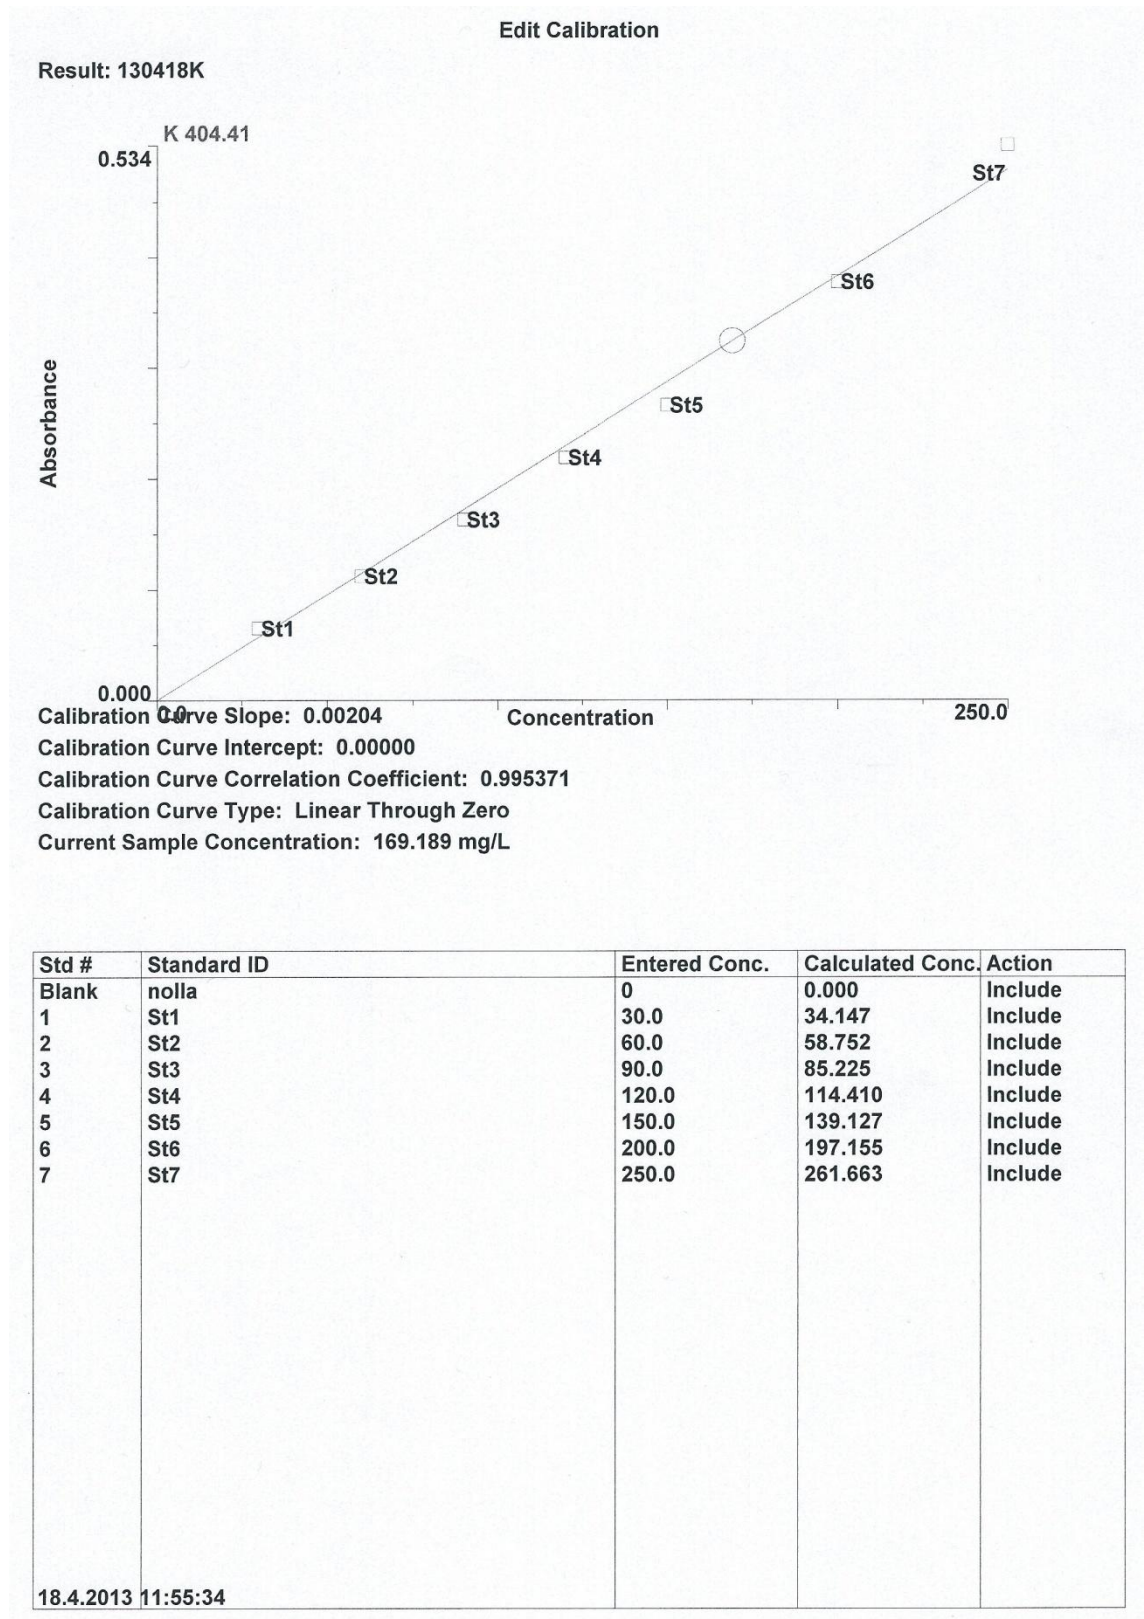 Edit Calibration
Result: 130418K
K 404.41
0.534
St7
St6
St5
St4
St3
St2
St1
Absorbance
0.000
0.0
Concentration
250.0
Calibration Curve Slope: 0.00204
Calibration Curve Intercept: 0.00000
Calibration Curve Correlation Coefficient: 0.995371
Calibration Curve Type: Linear Through Zero
Current Sample Concentration: 169.189 mg/L
Std # Standard ID Entered Conc. Calculated Conc. Action
Blank nolla 0 0.000 Include
1 St1 30.0 34.147 Include
2 St2 60.0 58.752 Include
3 St3 90.0 85.225 Include
4 St4 120.0 114.410 Include
5 St5 150.0 139.127 Include
6 St6 200.0 197.155 Include
7 St7 250.0 261.663 Include
18.4.2013 11:55:34